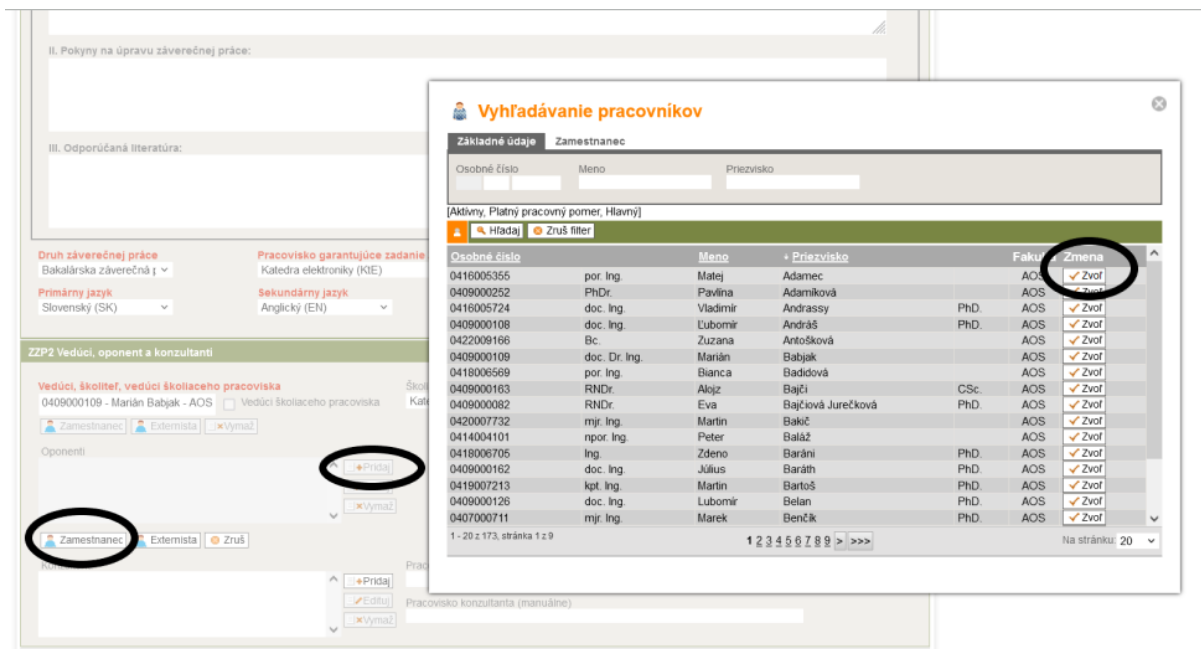 II. Pokyny na úpravu záverečnej práce:
III. Odporúčaná literatúra:
Druh záverečnej práce
Pracovisko garantujúce zadanie
Bakalárska záverečná p
Katedra elektroniky (KtE)
Primárny jazyk
Sekundárny jazyk
Slovenský (SK)
Anglický (EN)
ZZP2 Vedúci, oponent a konzultanti
Vedúci, školiteľ, vedúci školiaceho pracoviska
Školi
0409000109 - Marián Babjak - AOS
Vedúci školiaceho pracoviska
Kate
Zamestnanec Externista Vymaž
Oponenti
Pridaj
Vymaž
Zamestnanec Externista Zruš
Prac
Pridaj
Edituj
Pracovisko konzultanta (manuálne)
Vymaž
Vyhľadávanie pracovníkov
Základné údaje Zamestnanec
Osobné číslo Meno Priezvisko
[Aktívny, Platný pracovný pomer, Hlavný]
Hľadaj Zruš filter
Osobné číslo Meno Priezvisko Zmena
0416005355 por. Ing. Matej Adamec AOS Zvoľ
0409000252 PhDr. Pavlína Adamíková AOS Zvoľ
0416005724 doc. Ing. Vladimír Andrassy PhD. AOS Zvoľ
0409000108 doc. Ing. Ľubomír Andráš PhD. AOS Zvoľ
0422009166 Bc. Zuzana Antošková AOS Zvoľ
0409000109 doc. Dr. Ing. Marián Babjak AOS Zvoľ
0418006569 por. Ing. Bianca Badidová AOS Zvoľ
0409000163 RNDr. Alojz Bajči CSc. AOS Zvoľ
0409000082 RNDr. Eva Bajčiová Jurečková PhD. AOS Zvoľ
0420007732 mjr. Ing. Martin Bakič AOS Zvoľ
0414004101 npor. Ing. Peter Baláž AOS Zvoľ
0418006705 Ing. Zdeno Baráni PhD. AOS Zvoľ
0409000162 doc. Ing. Július Baráth PhD. AOS Zvoľ
0419007213 kpt. Ing. Martin Bartoš PhD. AOS Zvoľ
0409000126 doc. Ing. Lubomír Belan PhD. AOS Zvoľ
0407000711 mjr. Ing. Marek Benčík PhD. AOS Zvoľ
1 - 20 z 173, stránka 1 z 9
1 2 3 4 5 6 7 8 9 > >>>
Na stránku: 20